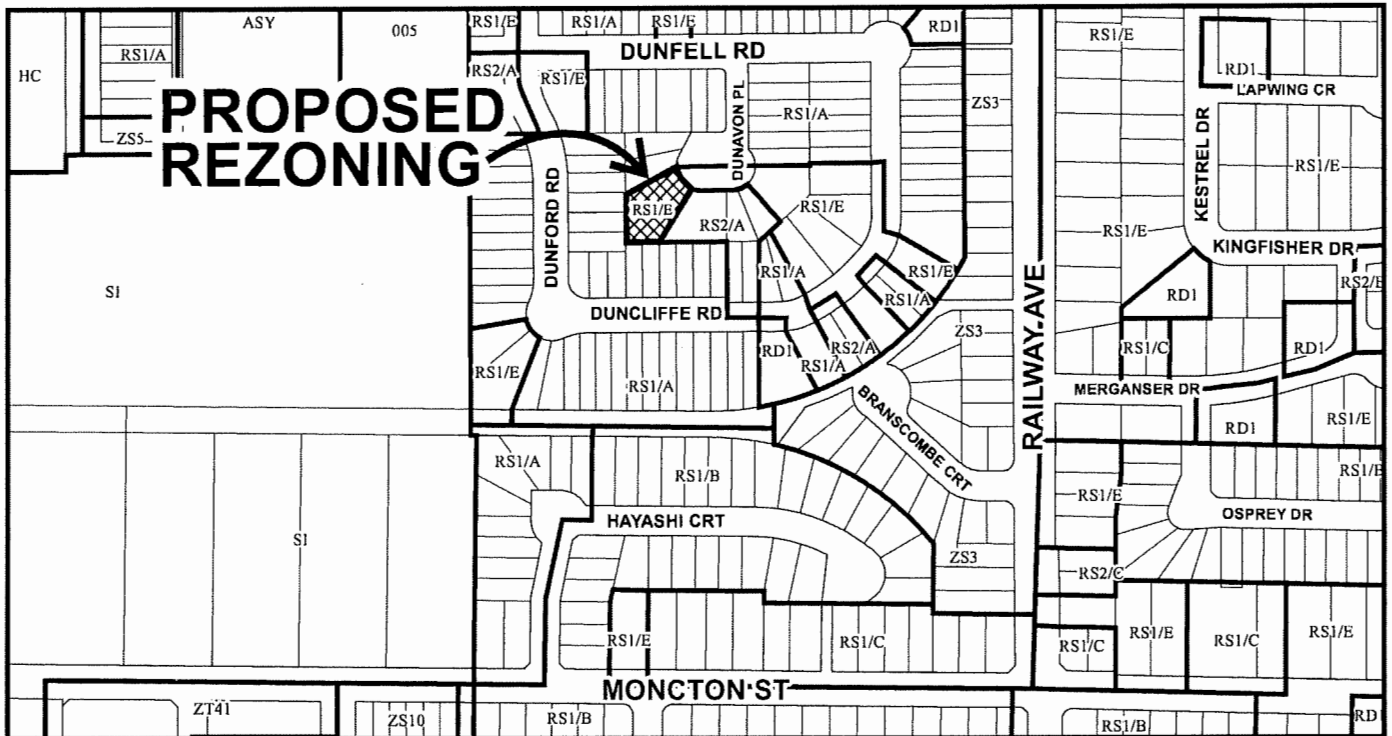 ASY
005
RS1/E
RS1/A
RS1/E
RD1
RS1/E
HC
RS1/A
RS2/A
RS1/E
DUNFELL RD
RD1
LAPWING CR
PROPOSED
REZONING
ZS5
DUNAVON PL
RS1/A
ZS3
KESTREL DR
RS1/E
DUNFORD RD
RS1/E
RS2/A
RS1/E
RS1/E
KINGFISHER DR
SI
RS1/A
RS1/E
RS1/A
RAILWAY AVE
RD1
RS2/E
DUNCLIFFE RD
RD1
RS2/A
RS1/A
ZS3
RS1/C
RD1
RS1/E
RS1/A
MERGANSER DR
BRANSCOMBE CRT
RD1
RS1/E
RS1/A
RS1/B
RS1/E
RS1/E
HAYASHI CRT
OSPREY DR
SI
ZS3
RS2/C
RS1/E
RS1/C
RS1/C
RS1/E
RS1/C
RS1/E
MONCTON ST
ZT41
ZS10
RS1/B
RS1/B
RD1